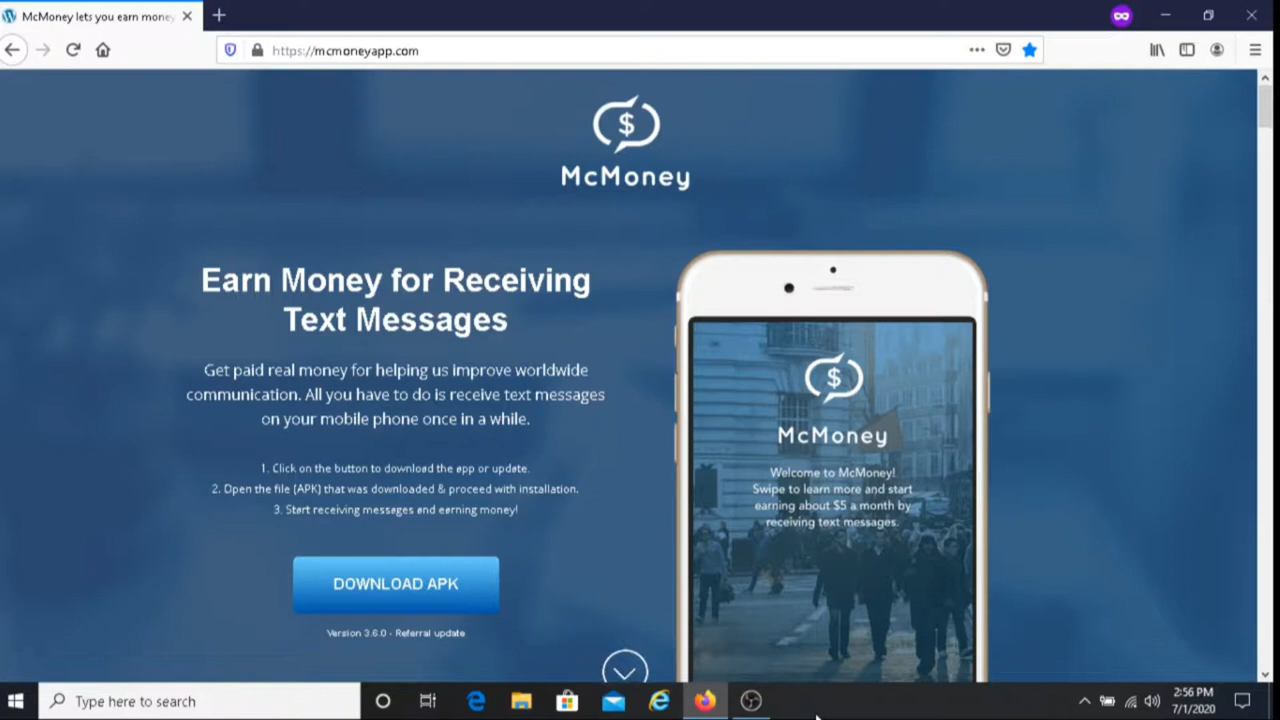 McMoney lets you earn money
https://mcmoneyapp.com
McMoney
Earn Money for Receiving
Text Messages
Get paid real money for helping us improve worldwide
communication. All you have to do is receive text messages
on your mobile phone once in a while.
1. Click on the button to download the app or update.
2. Open the file (APK) that was downloaded & proceed with installation.
3. Start receiving messages and earning money!
DOWNLOAD APK
Version 3.6.0 - Referral update
McMoney
Welcome to McMoney!
Swipe to learn more and start
earning about $5 a month by
receiving text messages.
Type here to search
2:56 PM
7/1/2020